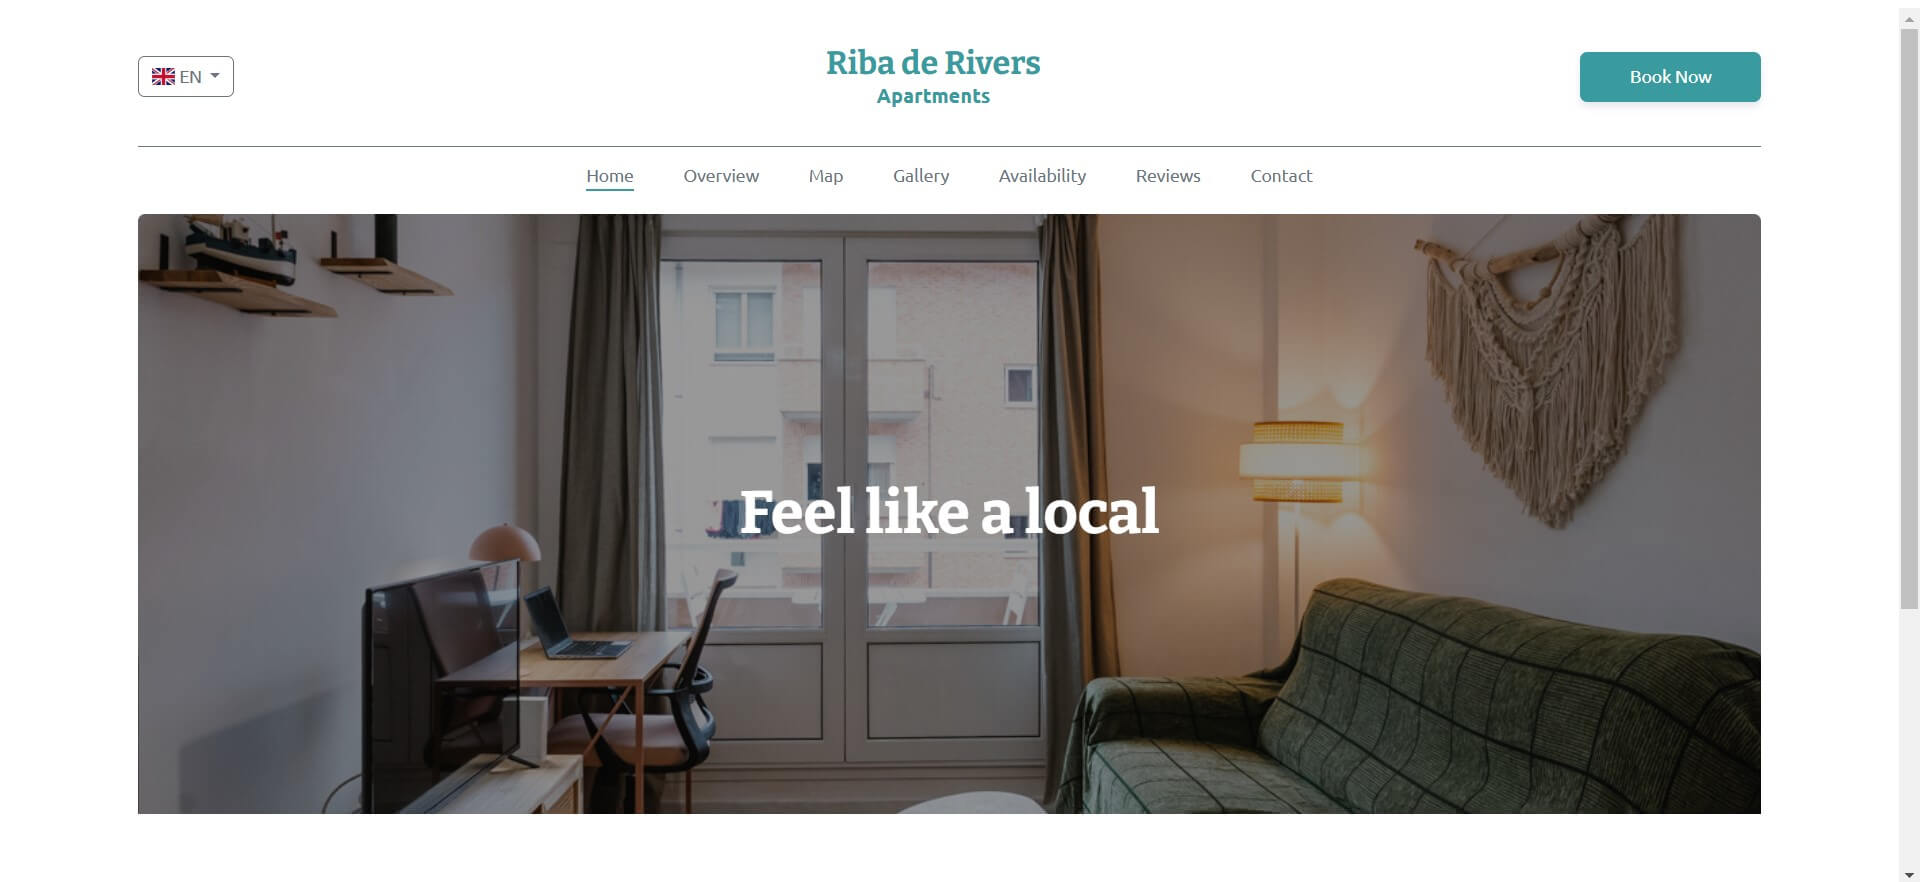 EN
Riba de Rivers
Apartments
Book Now
Home Overview Map Gallery Availability Reviews Contact
Feel like a local